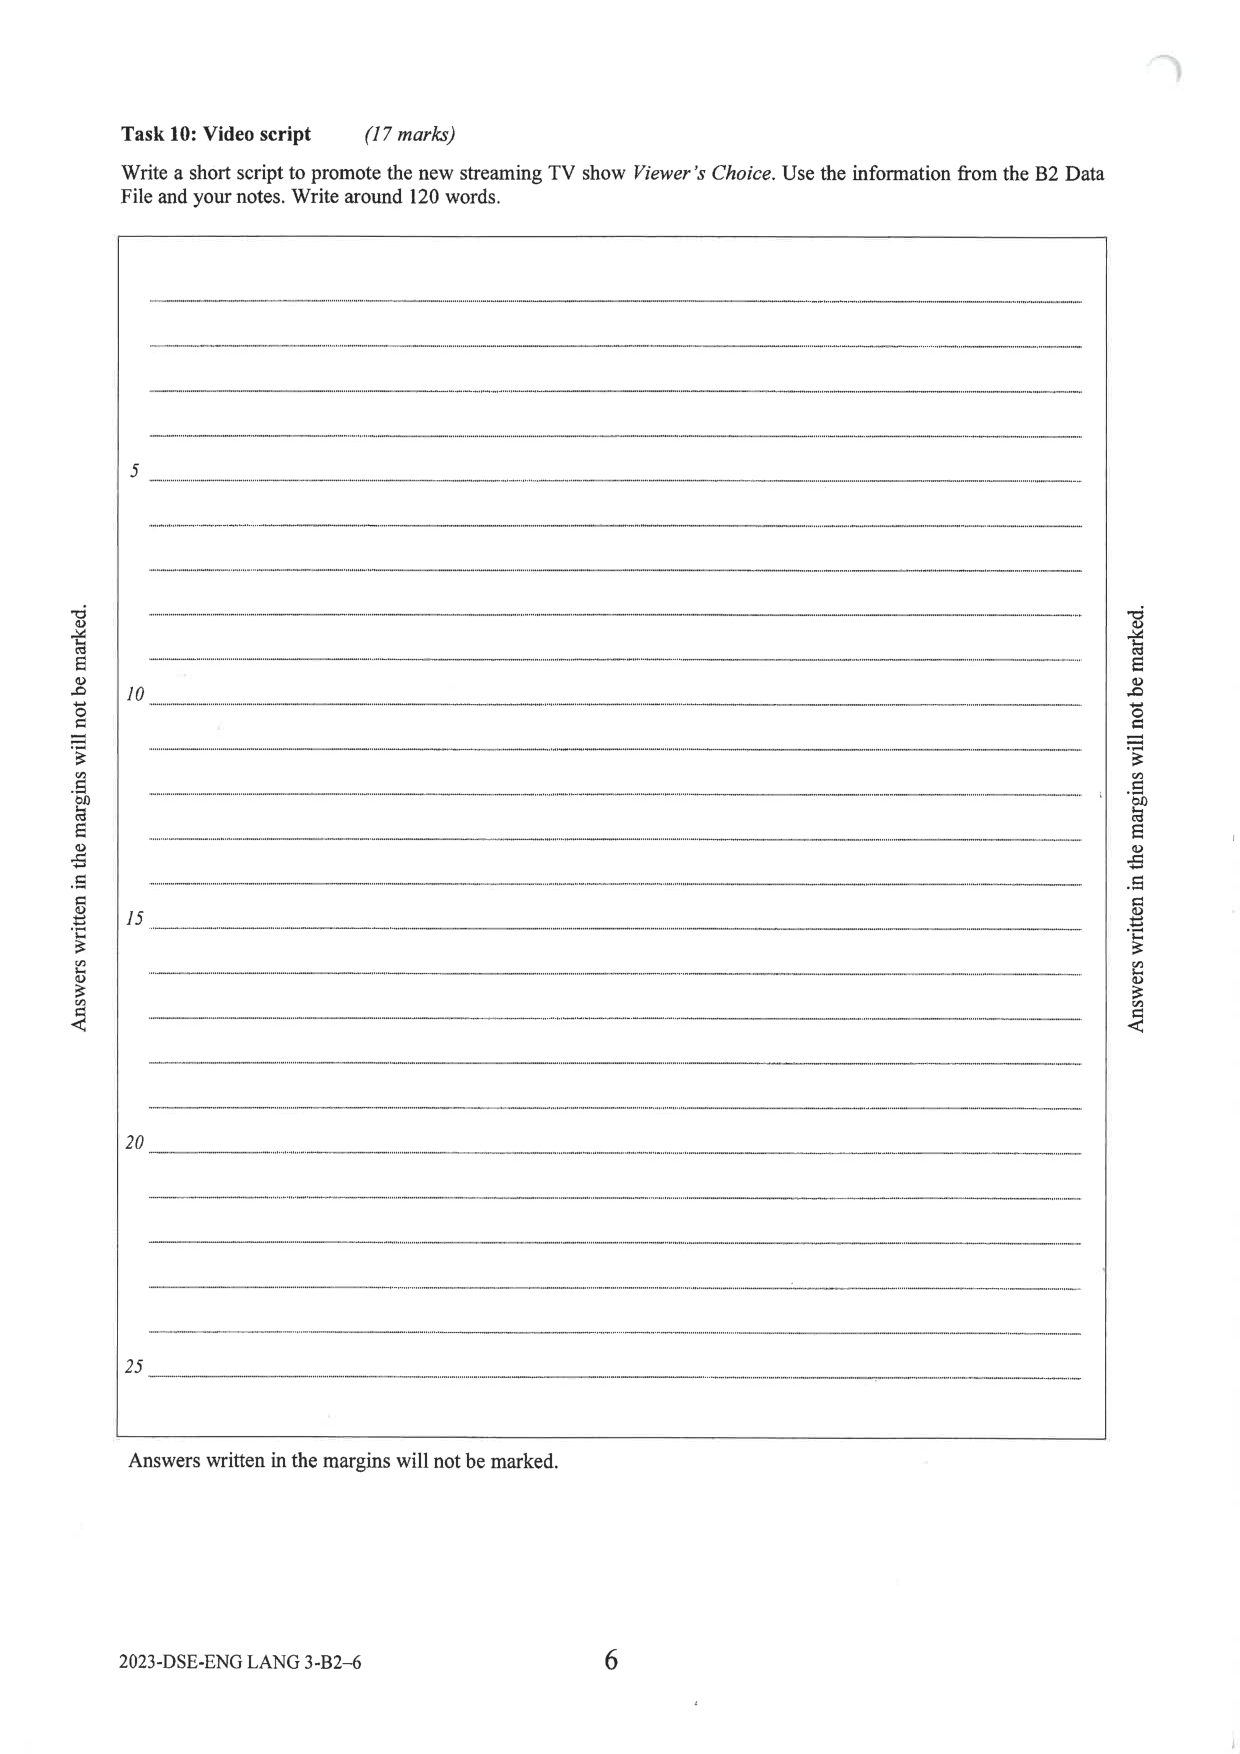 Task 10: Video script (17 marks)
Write a short script to promote the new streaming TV show Viewer's Choice. Use the information from the B2 Data
File and your notes. Write around 120 words.
5
10
15
20
25
Answers written in the margins will not be marked.
Answers written in the margins will not be marked.
Answers written in the margins will not be marked.
2023-DSE-ENG LANG 3-B2–6
6